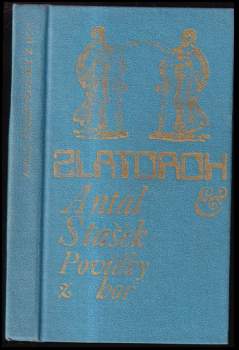 ZLATOROH
&
Antal
Stašek
Povídky
z hor